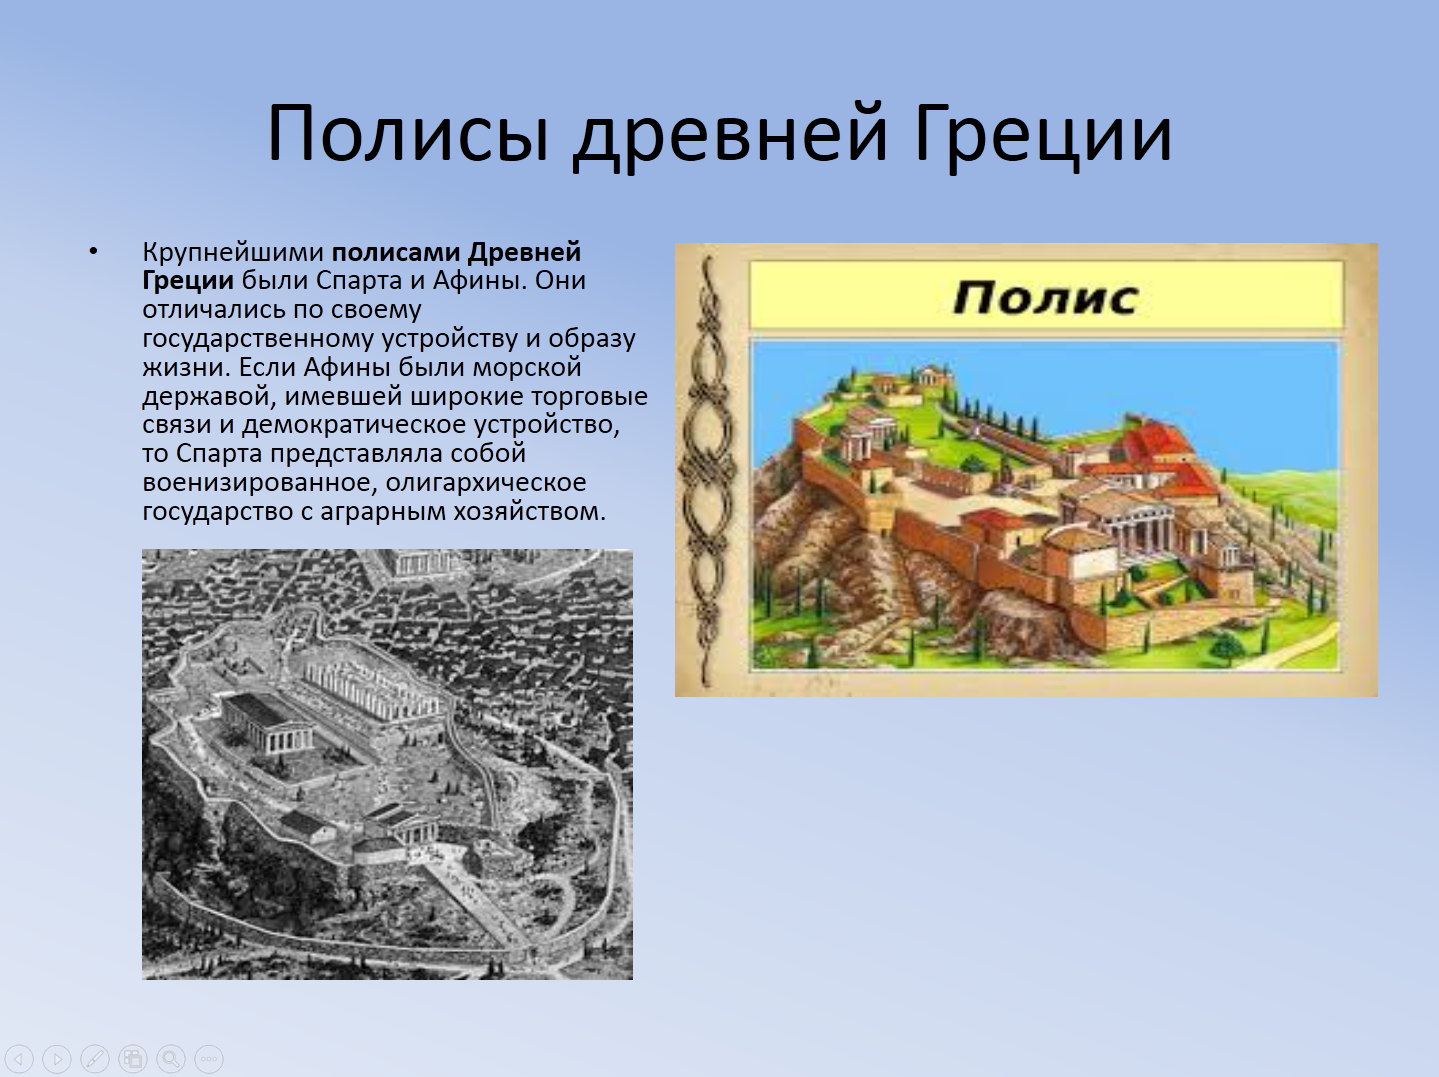 Полисы древней Греции
• Крупнейшими полисами Древней
Греции были Спарта и Афины. Они
отличались по своему
государственному устройству и образу
жизни. Если Афины были морской
державой, имевшей широкие торговые
связи и демократическое устройство,
то Спарта представляла собой
военизированное, олигархическое
государство с аграрным хозяйством.
Полис